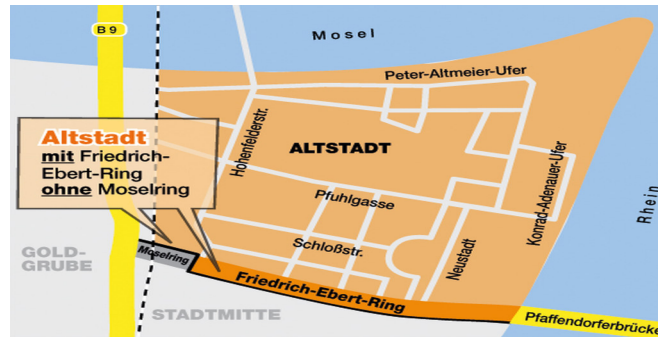 B 9
Mosel
Peter-Altmeier-Ufer
Altstadt
mit Friedrich-
Ebert-Ring
ohne Moselring
Hohenfelderstr.
ALTSTADT
Konrad-Adenauer-Ufer
Rhein
Pfuhlgasse
Schloßstr.
Neustadt
GOLD-
GRUBE
Moselring
Friedrich-Ebert-Ring
STADTMITTE
Pfaffendorferbrücke